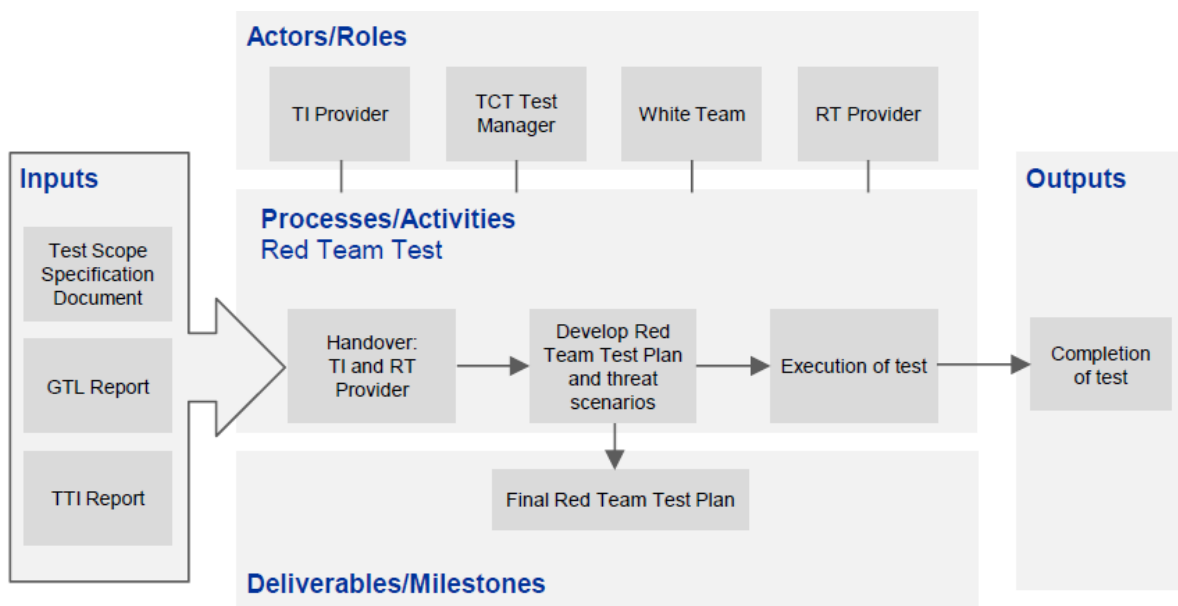 Actors/Roles
TI Provider
TCT Test
Manager
White Team
RT Provider
Inputs
Test Scope
Specification
Document
GTL Report
TTI Report
Processes/Activities
Red Team Test
Handover:
TI and RT
Provider
Develop Red
Team Test Plan
and threat
scenarios
Execution of test
Outputs
Completion
of test
Final Red Team Test Plan
Deliverables/Milestones